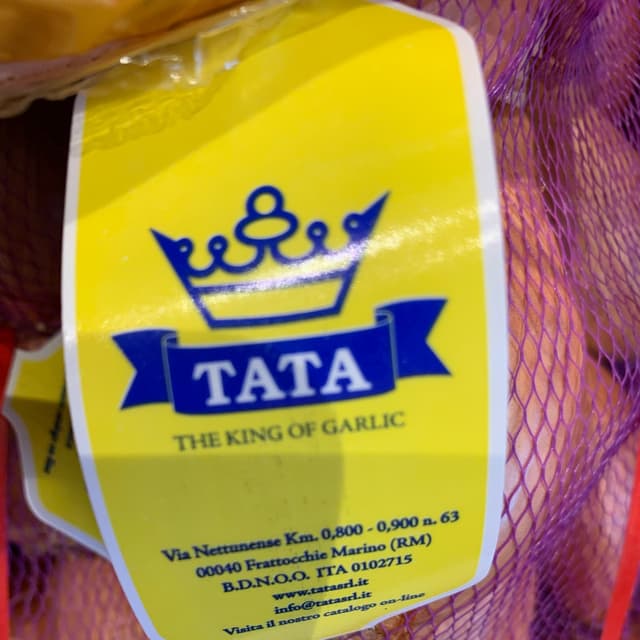 TATA
THE KING OF GARLIC
Via Nettunense Km. 0,800 - 0,900 n. 63
00040 Frattocchie Marino (RM)
B.D.N.O.O. ITA 0102715
www.tatasrl.it
info@tatasrl.it
Visita il nostro catalogo on-line